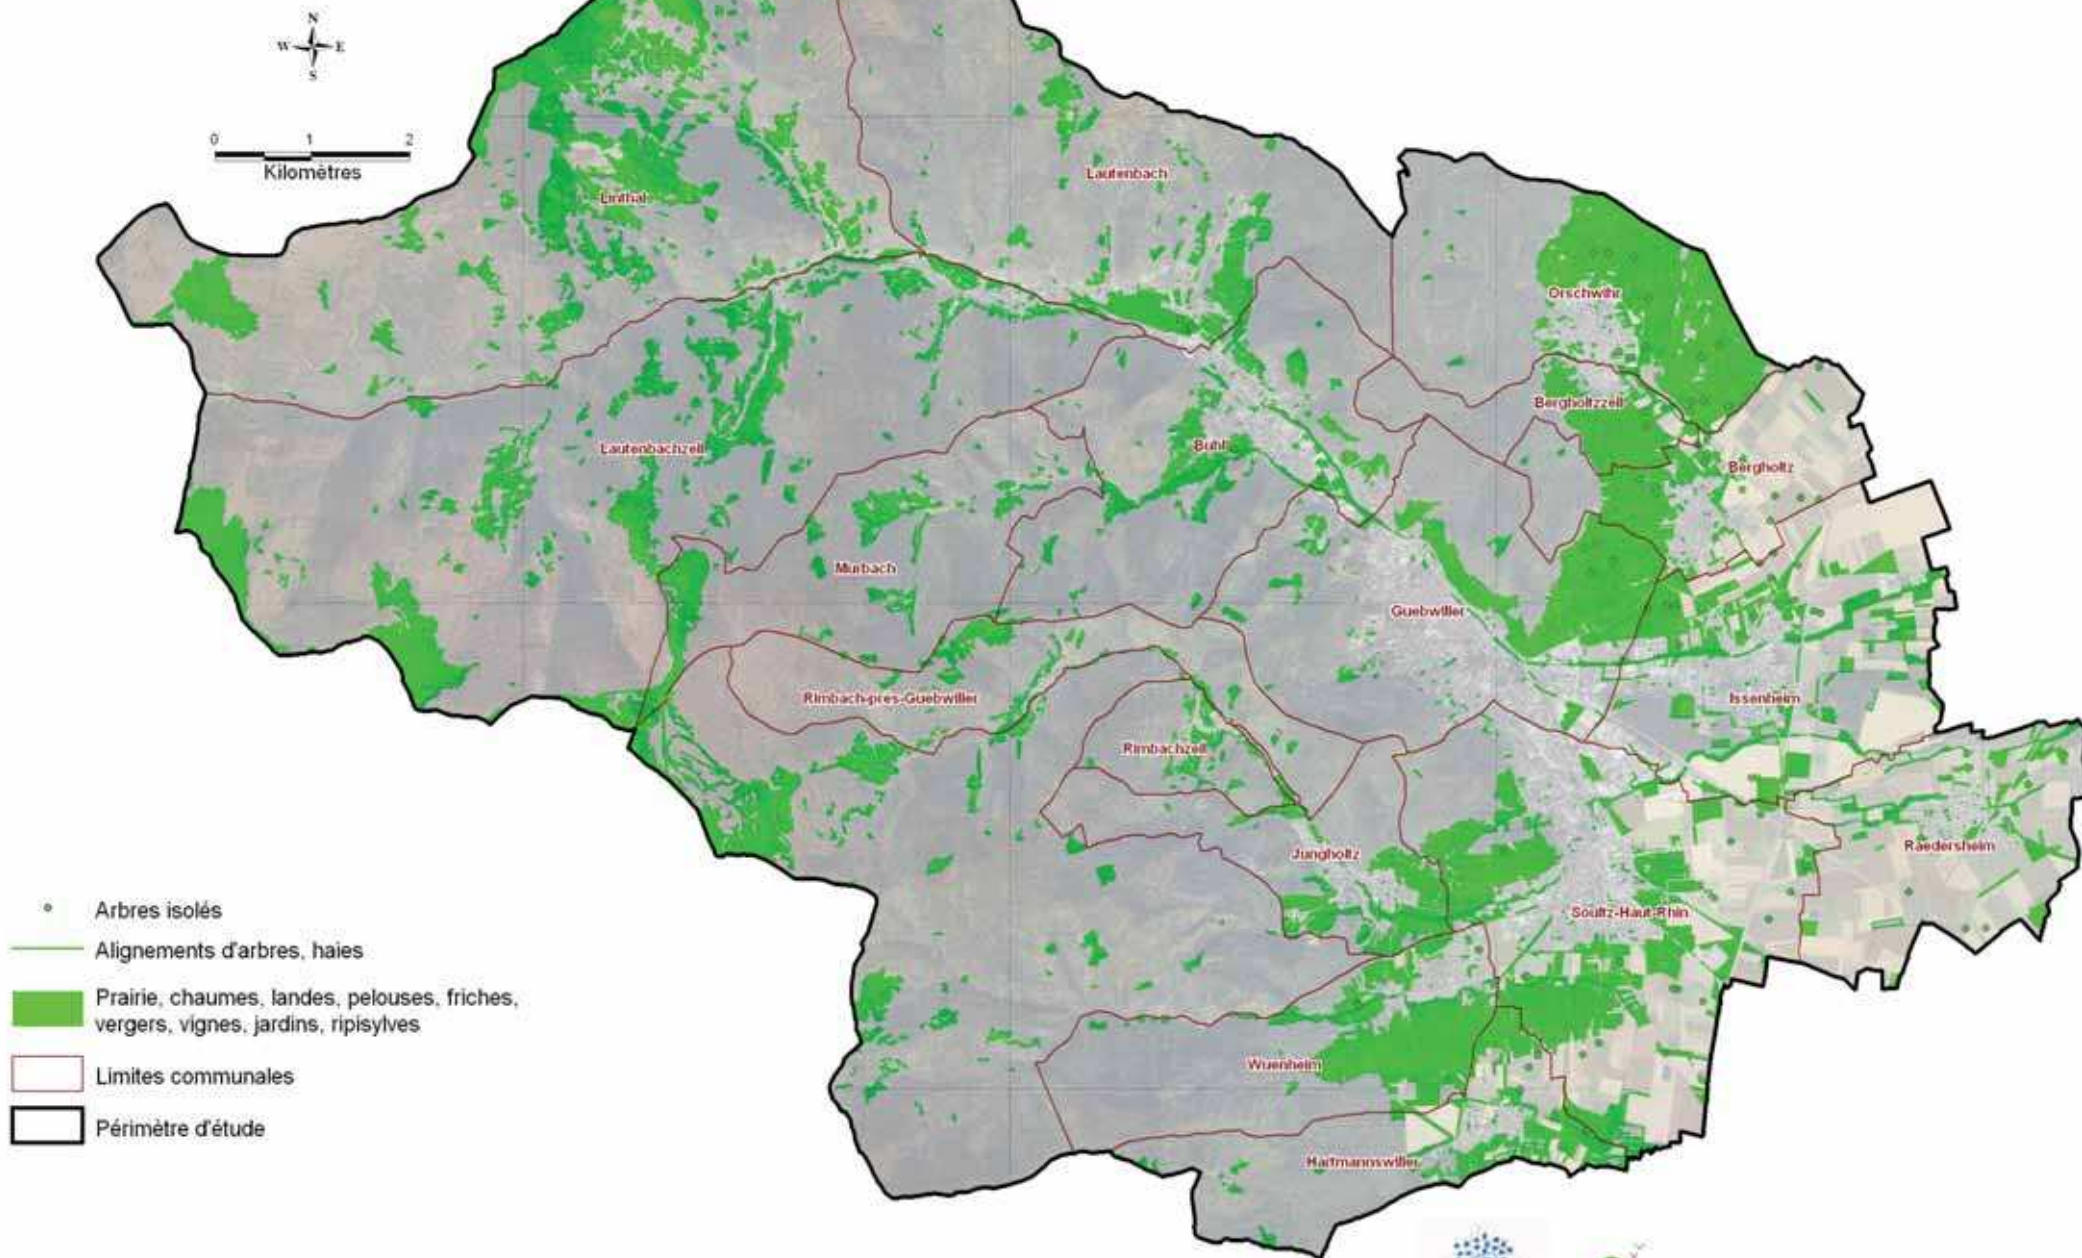 N
W E
S
0 1 2
Kilomètres
Lautenbach
Linthal
Orschwihr
Bergholtzzell
Lautenbachzell
Buhl
Bergholtz
Murbach
Guebwiller
Rimbach-près-Guebwiller
Issenheim
Rimbachzell
Jungholtz
Raedersheim
Soultz-Haut-Rhin
Wuenheim
Hartmannswiller
Arbres isolés
Alignements d'arbres, haies
Prairie, chaumes, landes, pelouses, friches,
vergers, vignes, jardins, ripisylves
Limites communales
Périmètre d'étude